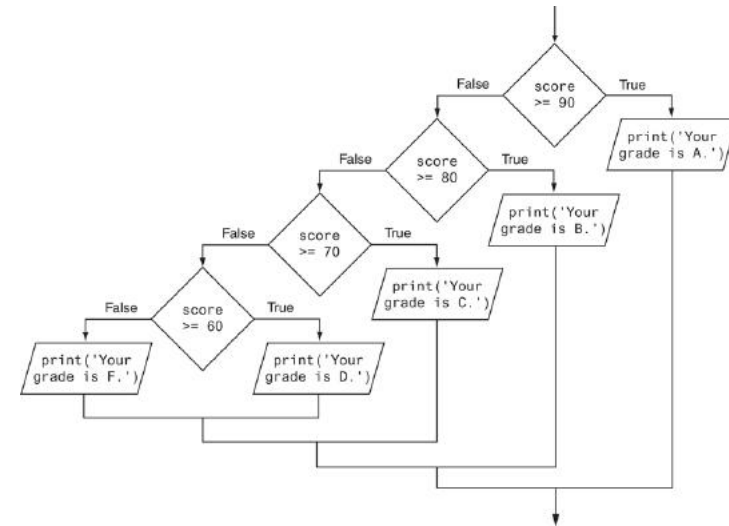 False
score
>= 90
True
print('Your
grade is A.')
False
score
>= 80
True
print('Your
grade is B.')
False
score
>= 70
True
print('Your
grade is C.')
False
score
>= 60
True
print('Your
grade is F.')
print('Your
grade is D.')